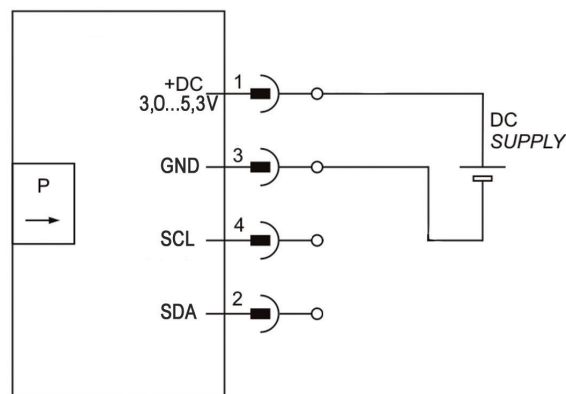 +DC 1
3,0...5,3V
DC
SUPPLY
GND 3
P
SCL 4
SDA 2